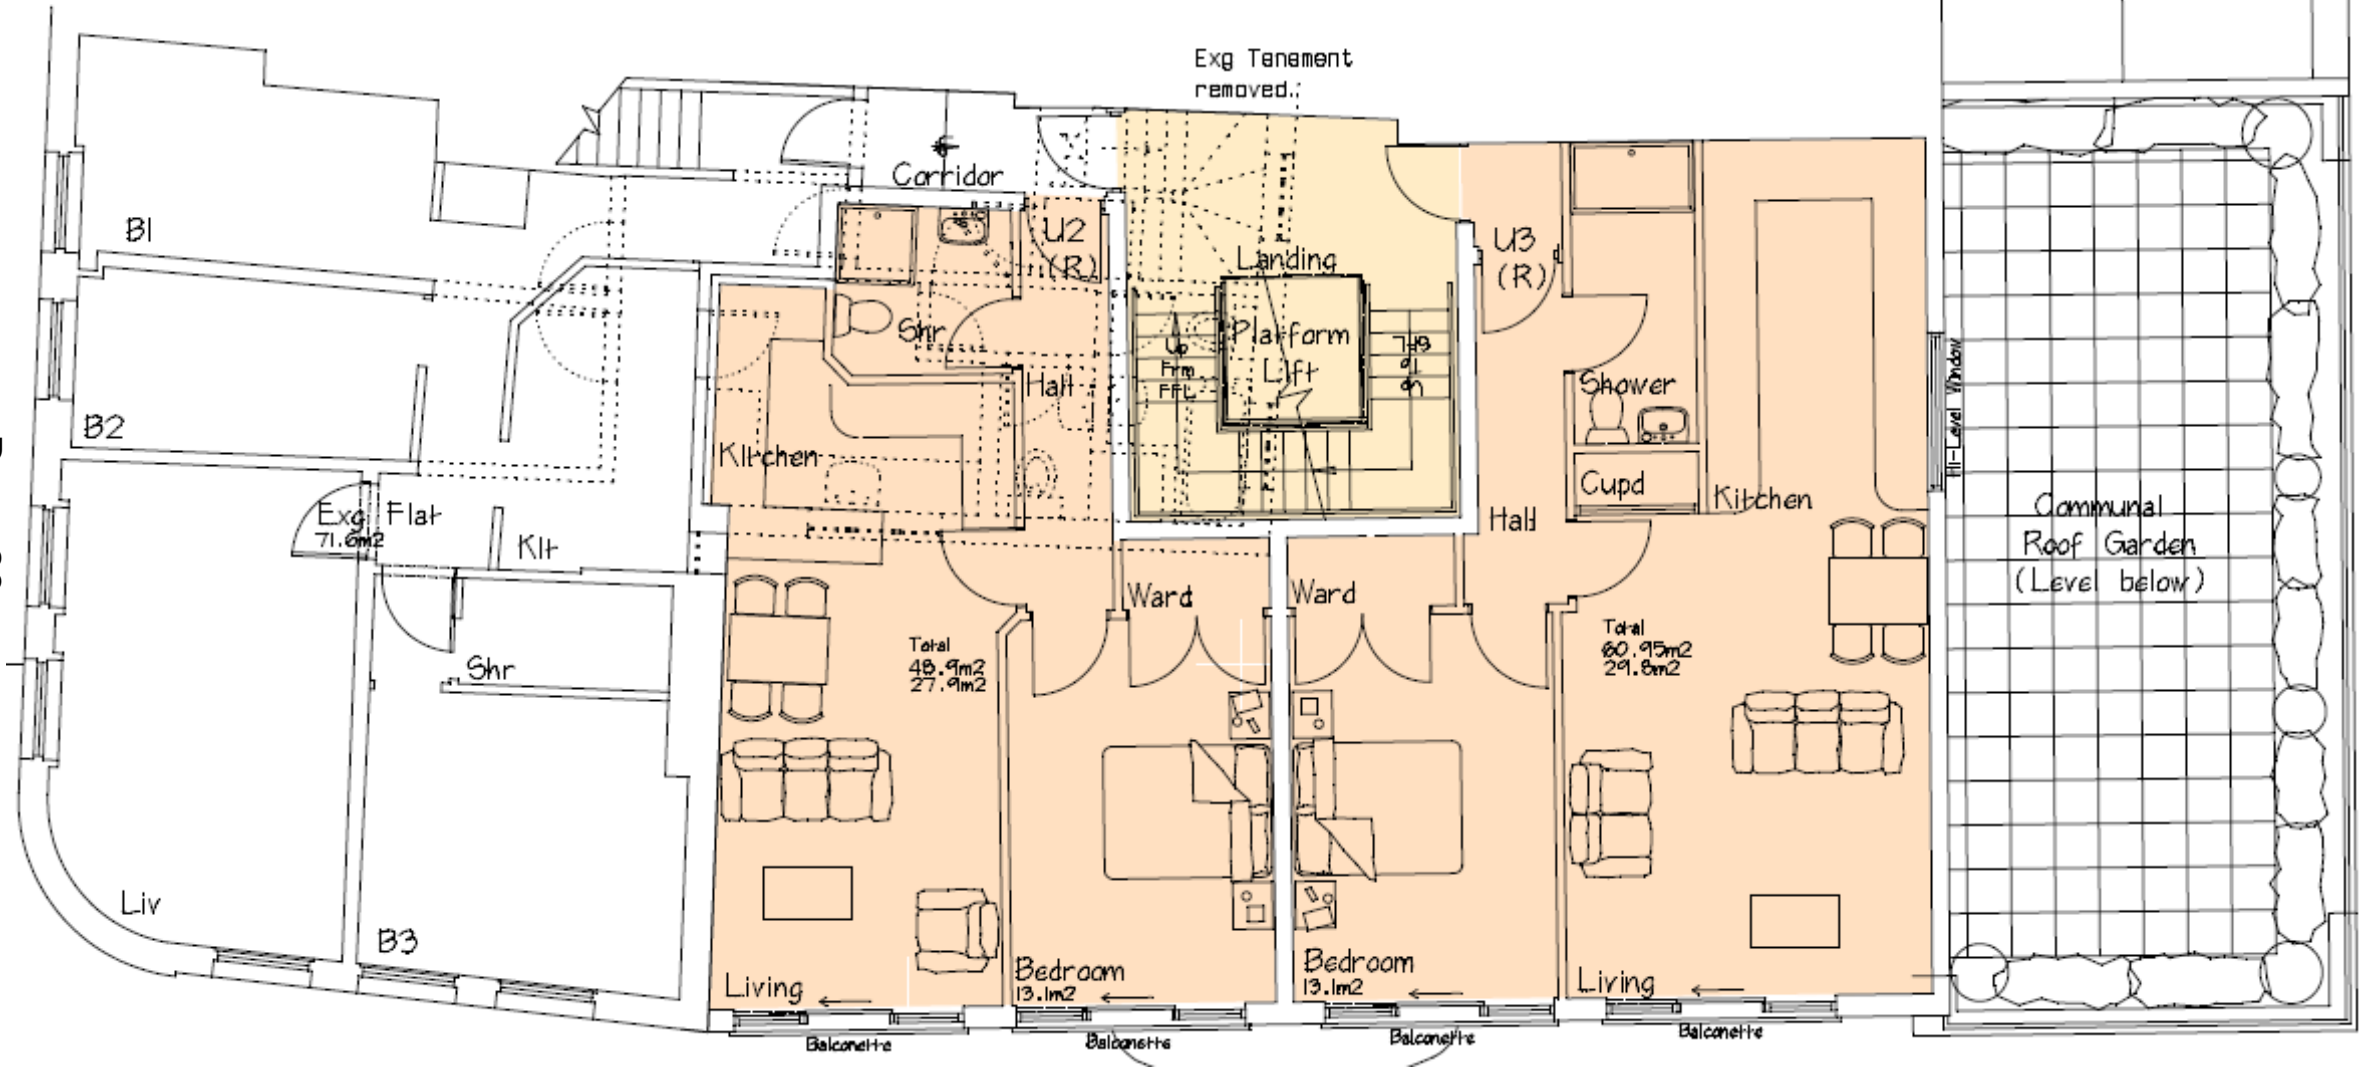 Exg Tenement
removed.
Corridor
B1
U2
(R)
Landing
U3
(R)
Shr
Platform
Lift
Up
Frm
FFL
Up
To
Hall
Shower
B2
Kitchen
Cupd
Kitchen
Hi-Level Window
Exg Flat
71.6m2
Kit
Hall
Communal
Roof Garden
(Level below)
Ward
Ward
Shr
Total
48.9m2
27.9m2
Total
60.95m2
29.8m2
Liv
B3
Living
Bedroom
13.1m2
Bedroom
13.1m2
Living
Balconette
Balconette
Balconette
Balconette